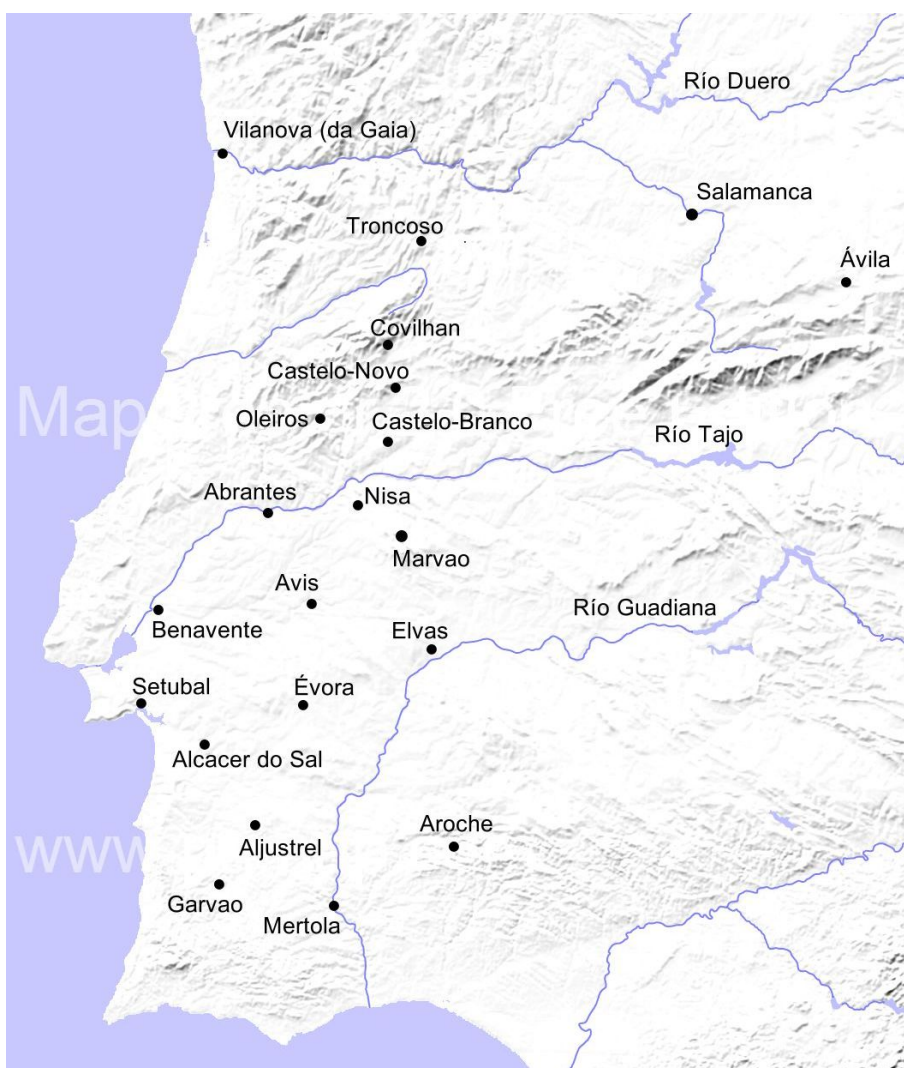 Río Duero
Vilanova (da Gaia)
Salamanca
Troncoso
Ávila
Covilhan
Castelo-Novo
Map
Oleiros
Castelo-Branco
Río Tajo
Abrantes
Nisa
Marvao
Avis
Río Guadiana
Benavente
Elvas
Setubal
Évora
Alcacer do Sal
Aroche
Aljustrel
www
Garvao
Mertola